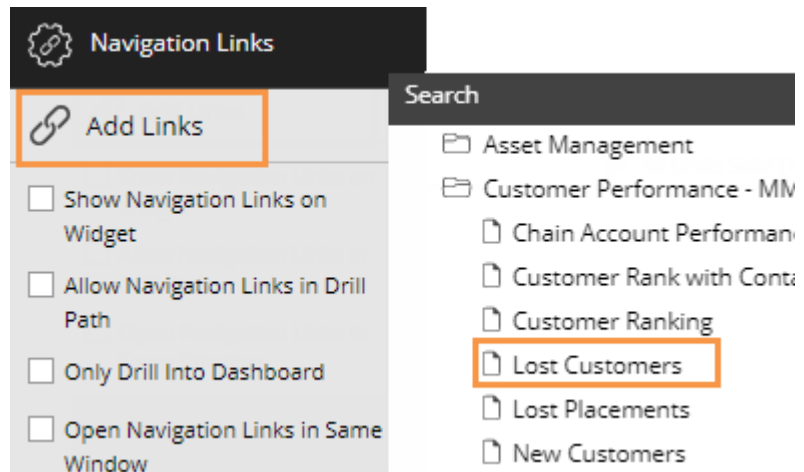 Navigation Links
Add Links
Show Navigation Links on
Widget
Allow Navigation Links in Drill
Path
Only Drill Into Dashboard
Open Navigation Links in Same
Window
Search
Asset Management
Customer Performance - MM
Chain Account Performan
Customer Rank with Conta
Customer Ranking
Lost Customers
Lost Placements
New Customers